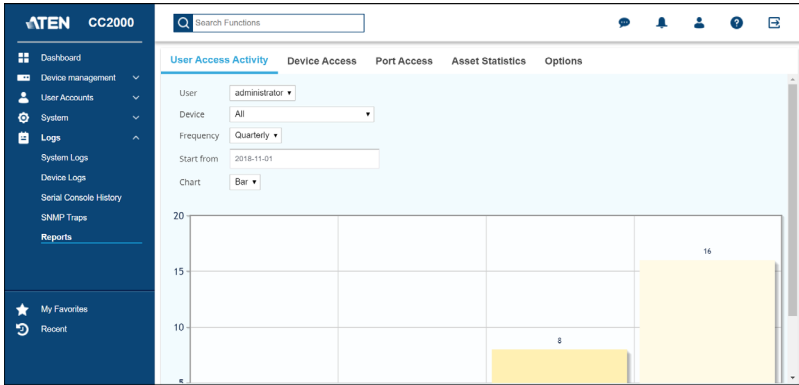 ATEN CC2000
Search Functions
Dashboard
Device management
User Accounts
System
Logs
System Logs
Device Logs
Serial Console History
SNMP Traps
Reports
My Favorites
Recent
User Access Activity Device Access Port Access Asset Statistics Options
User administrator
Device All
Frequency Quarterly
Start from 2018-11-01
Chart Bar
20
16
15
10
8
5